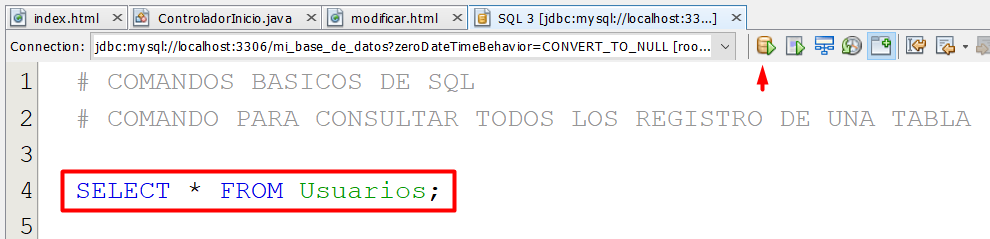 index.html ControladorInicio.java modificar.html SQL 3 [jdbc:mysql://localhost:33...]
Connection: jdbc:mysql://localhost:3306/mi_base_de_datos?zeroDateTimeBehavior=CONVERT_TO_NULL [roo...
1 # COMANDOS BASICOS DE SQL
2 # COMANDO PARA CONSULTAR TODOS LOS REGISTRO DE UNA TABLA
3
4 SELECT * FROM Usuarios;
5